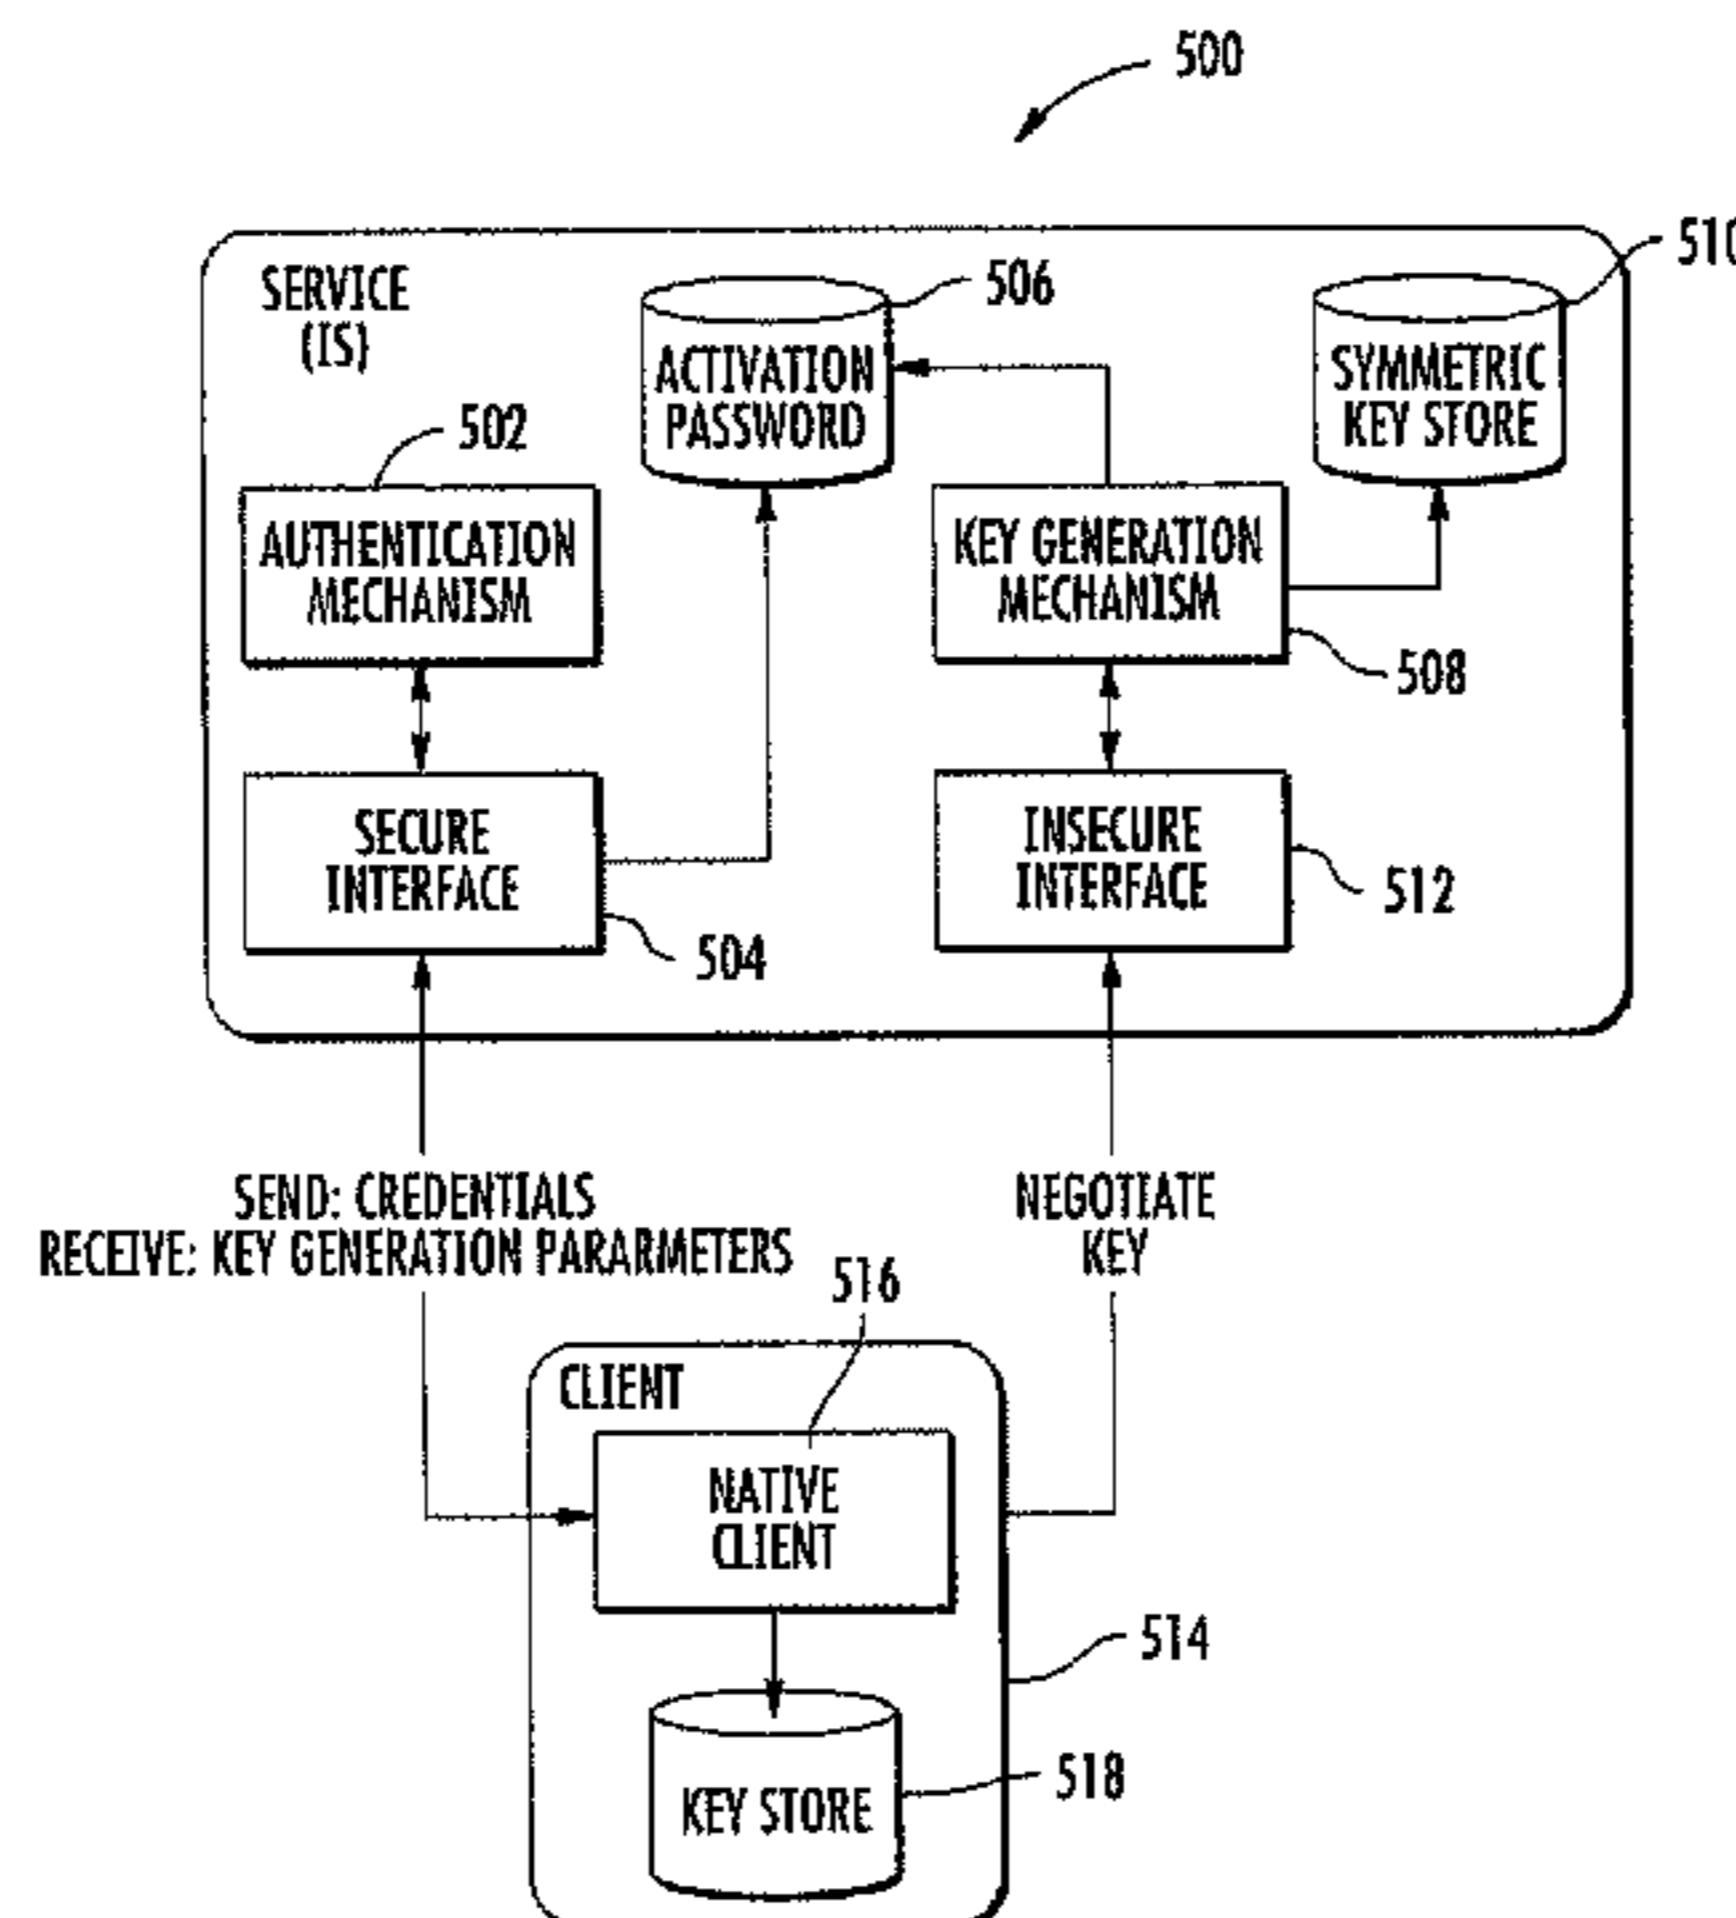 500
510
SERVICE
(IS)
506
ACTIVATION
PASSWORD
SYMMETRIC
KEY STORE
502
AUTHENTICATION
MECHANISM
KEY GENERATION
MECHANISM
508
SECURE
INTERFACE
INSECURE
INTERFACE
512
504
SEND: CREDENTIALS
RECEIVE: KEY GENERATION PARARMETERS
NEGOTIATE
KEY
516
CLIENT
NATIVE
CLIENT
514
518
KEY STORE